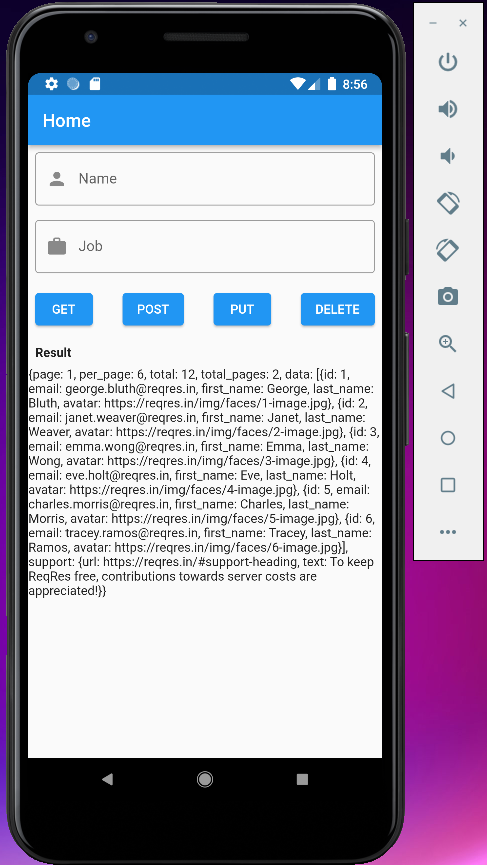 8:56
Home
Name
Job
GET POST PUT DELETE
Result
{page: 1, per_page: 6, total: 12, total_pages: 2, data: [{id: 1,
email: george.bluth@reqres.in, first_name: George, last_name:
Bluth, avatar: https://reqres.in/img/faces/1-image.jpg}, {id: 2,
email: janet.weaver@reqres.in, first_name: Janet, last_name:
Weaver, avatar: https://reqres.in/img/faces/2-image.jpg}, {id: 3,
email: emma.wong@reqres.in, first_name: Emma, last_name:
Wong, avatar: https://reqres.in/img/faces/3-image.jpg}, {id: 4,
email: eve.holt@reqres.in, first_name: Eve, last_name: Holt,
avatar: https://reqres.in/img/faces/4-image.jpg}, {id: 5, email:
charles.morris@reqres.in, first_name: Charles, last_name:
Morris, avatar: https://reqres.in/img/faces/5-image.jpg}, {id: 6,
email: tracey.ramos@reqres.in, first_name: Tracey, last_name:
Ramos, avatar: https://reqres.in/img/faces/6-image.jpg}],
support: {url: https://reqres.in/#support-heading, text: To keep
ReqRes free, contributions towards server costs are
appreciated!}}